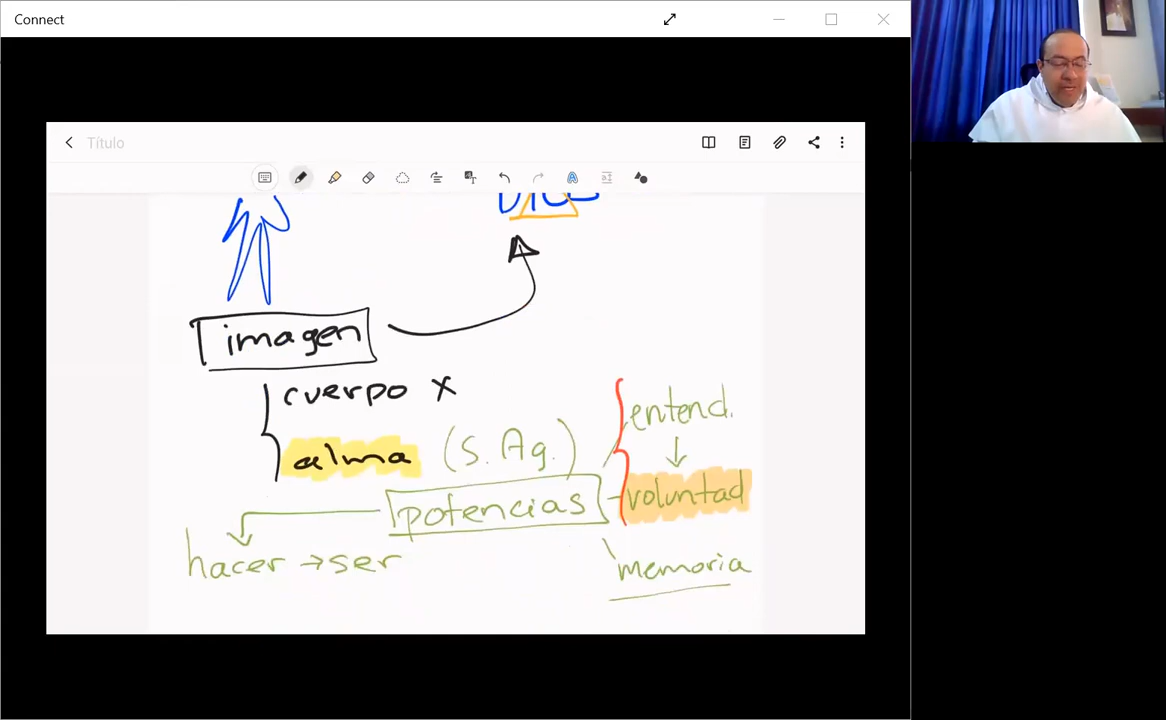 Connect
Título
imagen
cuerpo x
alma (S. Ag.)
potencias
entend.
voluntad
memoria
hacer → ser